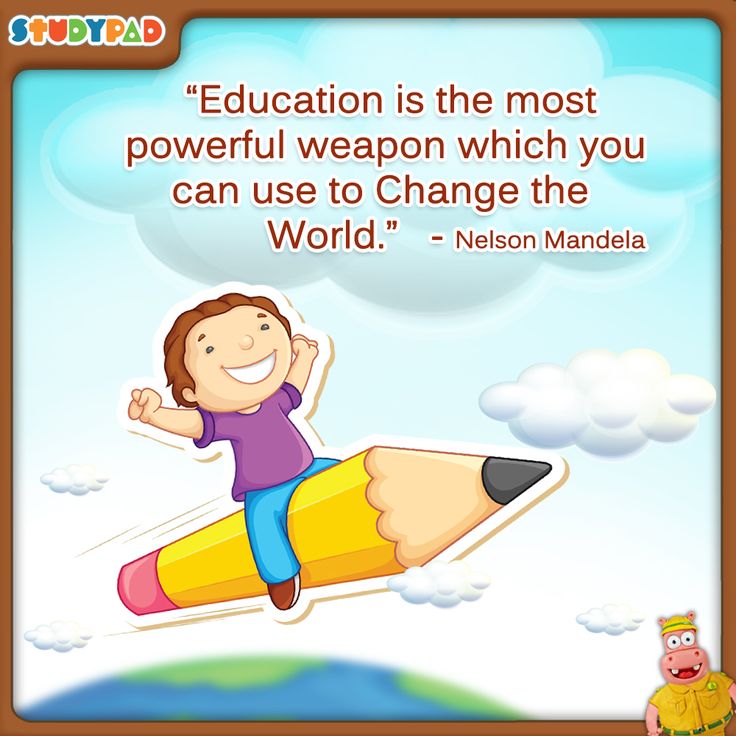 STUDYPAD
“Education is the most
powerful weapon which you
can use to Change the
World.” - Nelson Mandela